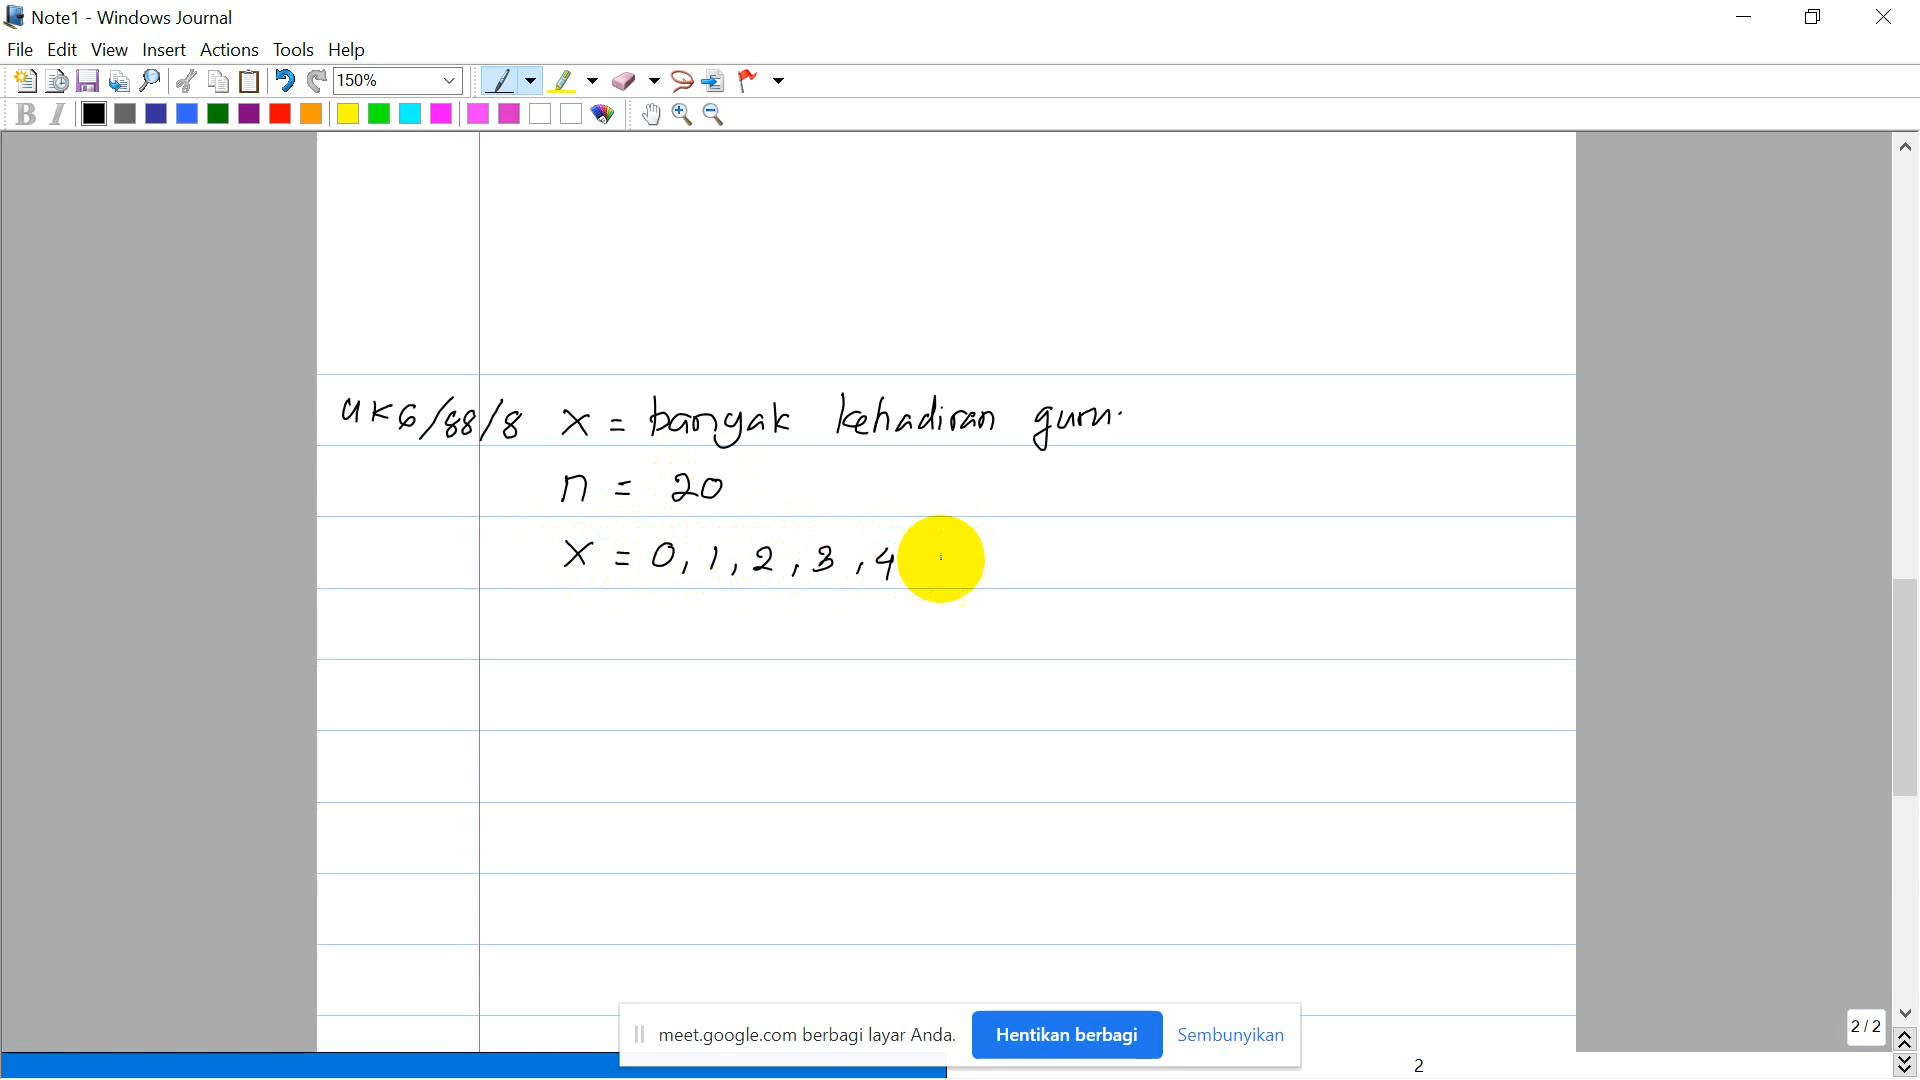 Note1 - Windows Journal
File Edit View Insert Actions Tools Help
150%
B I
UK6/88/8 x = banyak kehadiran guru.
n = 20
x = 0, 1, 2, 3, 4
meet.google.com berbagi layar Anda. Hentikan berbagi Sembunyikan
2/2
2